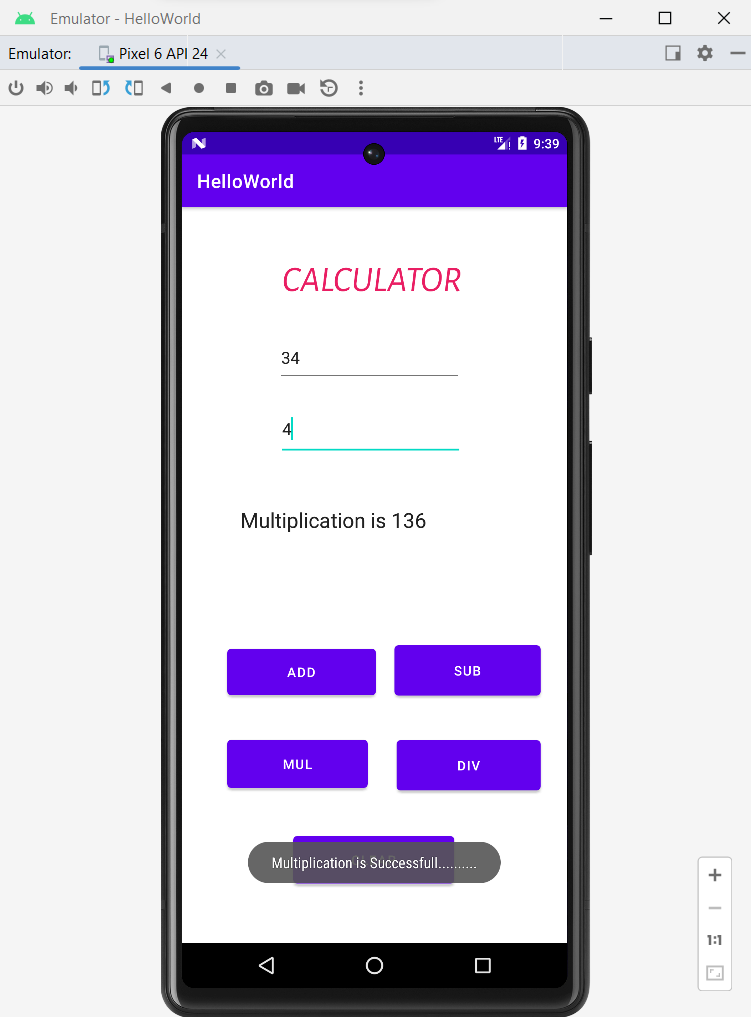 Emulator - HelloWorld
Emulator: Pixel 6 API 24
LTE 9:39
HelloWorld
CALCULATOR
34
4
Multiplication is 136
ADD SUB
MUL DIV
Multiplication is Successfull..........
1:1